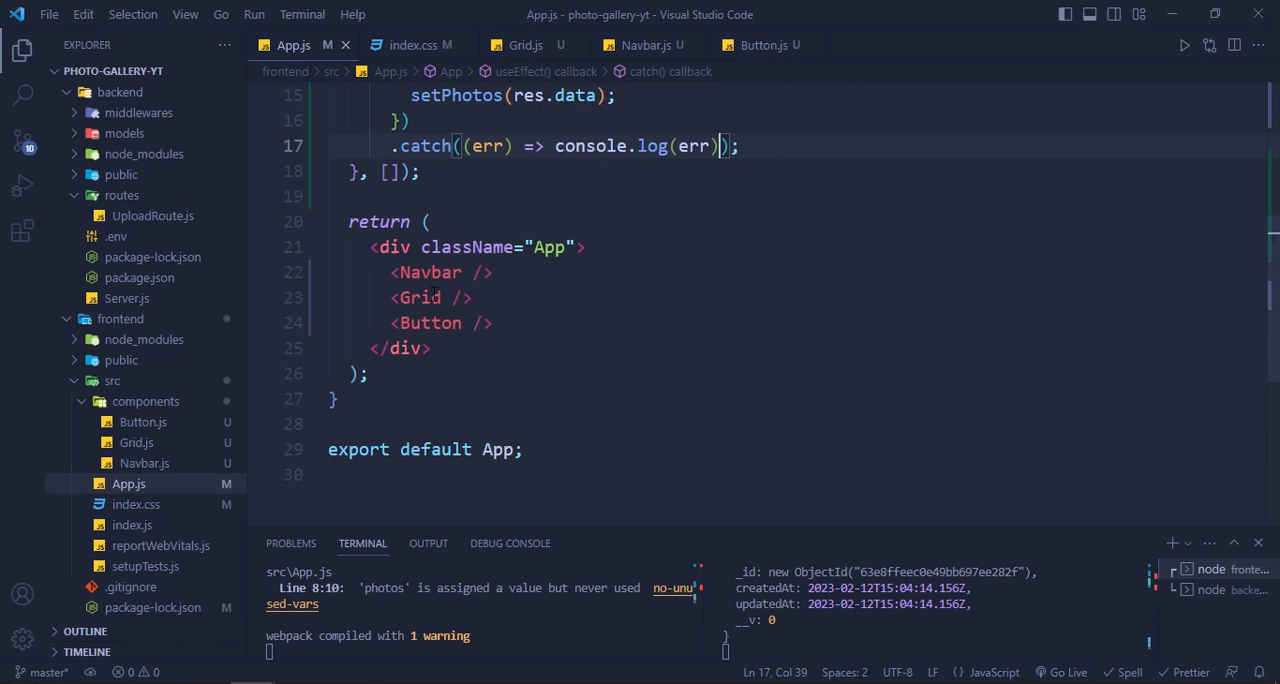 File Edit Selection View Go Run Terminal Help
App.js - photo-gallery-yt - Visual Studio Code
EXPLORER
PHOTO-GALLERY-YT
backend
middlewares
models
node_modules
public
routes
UploadRoute.js
.env
package-lock.json
package.json
Server.js
frontend
node_modules
public
src
components
Button.js U
Grid.js U
Navbar.js U
App.js M
index.css M
index.js
reportWebVitals.js
setupTests.js
.gitignore
package-lock.json M
OUTLINE
TIMELINE
10
App.js M
index.css M
Grid.js U
Navbar.js U
Button.js U
frontend > src > App.js > App > useEffect() callback > catch() callback
15 setPhotos(res.data);
16 })
17 .catch((err) => console.log(err));
18 }, []);
19
20 return (
21 <div className="App">
22 <Navbar />
23 <Grid />
24 <Button />
25 </div>
26 );
27 }
28
29 export default App;
30
PROBLEMS TERMINAL OUTPUT DEBUG CONSOLE
src\App.js
Line 8:10: 'photos' is assigned a value but never used no-unu
sed-vars
webpack compiled with 1 warning
_id: new ObjectId("63e8ffeec0e49bb697ee282f"),
createdAt: 2023-02-12T15:04:14.156Z,
updatedAt: 2023-02-12T15:04:14.156Z,
__v: 0
}
node fronte...
node backe...
master* 0 0 Ln 17, Col 39 Spaces: 2 UTF-8 LF {} JavaScript Go Live Spell Prettier